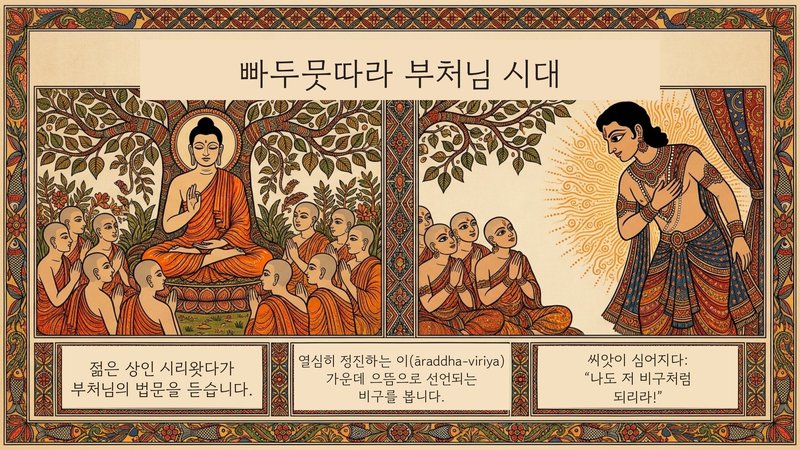 빠두뭇따라 부처님 시대
젊은 상인 시리왓다가
부처님의 법문을 듣습니다.
열심히 정진하는 이(āraddha-viriya)
가운데 으뜸으로 선언되는
비구를 봅니다.
씨앗이 심어지다:
“나도 저 비구처럼
되리라!”